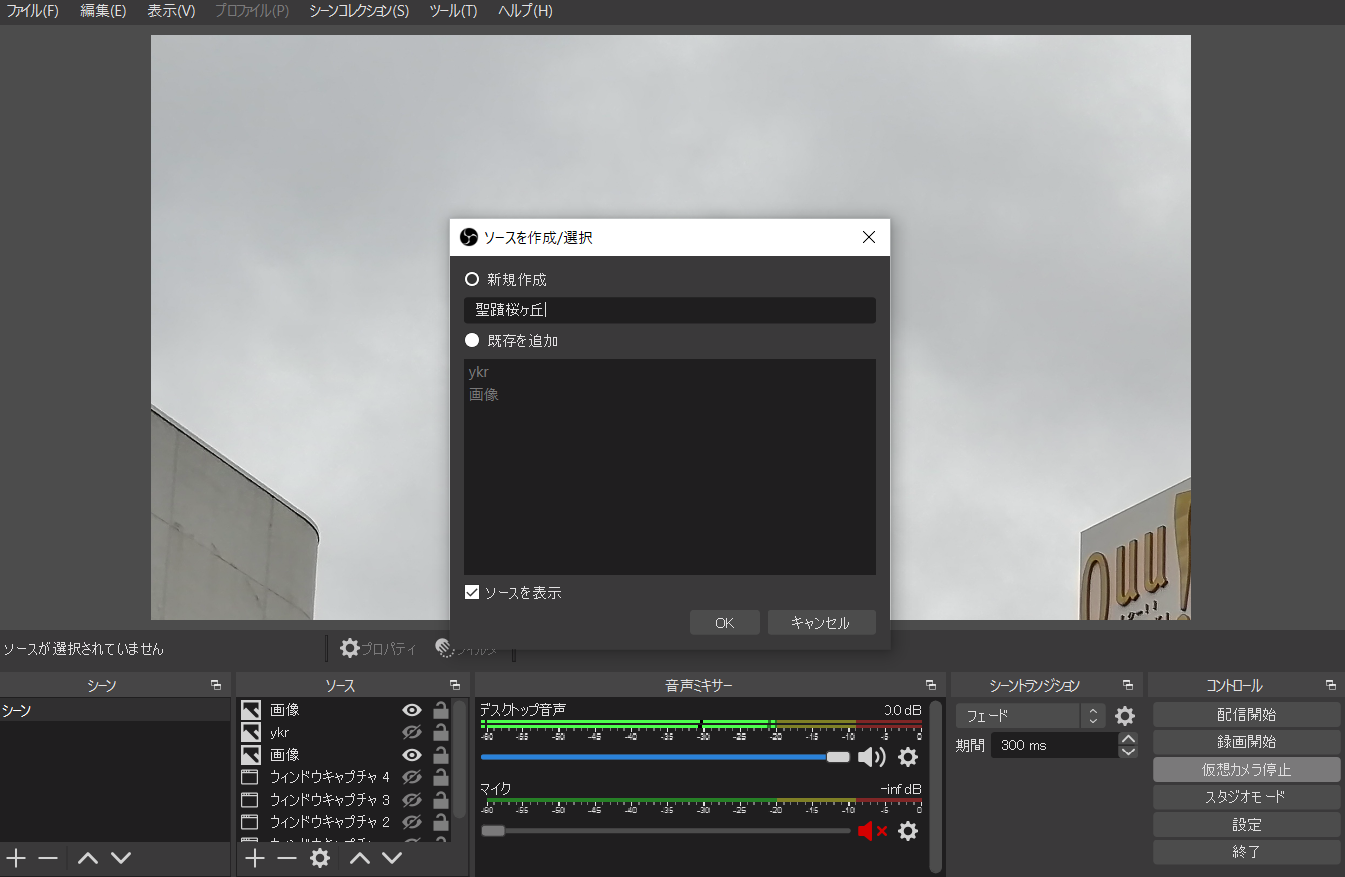 ファイル(F) 編集(E) 表示(V) プロファイル(P) シーンコレクション(S) ツール(T) ヘルプ(H)
ソースを作成/選択
新規作成
聖蹟桜ヶ丘
既存を追加
ykr
画像
ソースを表示
OK キャンセル
Ouu
ソースが選択されていません
プロパティ
フィルタ
シーン
シーン
ソース
画像
ykr
画像
ウィンドウキャプチャ 4
ウィンドウキャプチャ 3
ウィンドウキャプチャ 2
音声ミキサー
デスクトップ音声 0.0 dB
-60 -55 -50 -45 -40 -35 -30 -25 -20 -15 -10 -5 0
マイク -inf dB
-60 -55 -50 -45 -40 -35 -30 -25 -20 -15 -10 -5 0
シーントランジション
フェード
期間 300 ms
コントロール
配信開始
録画開始
仮想カメラ停止
スタジオモード
設定
終了